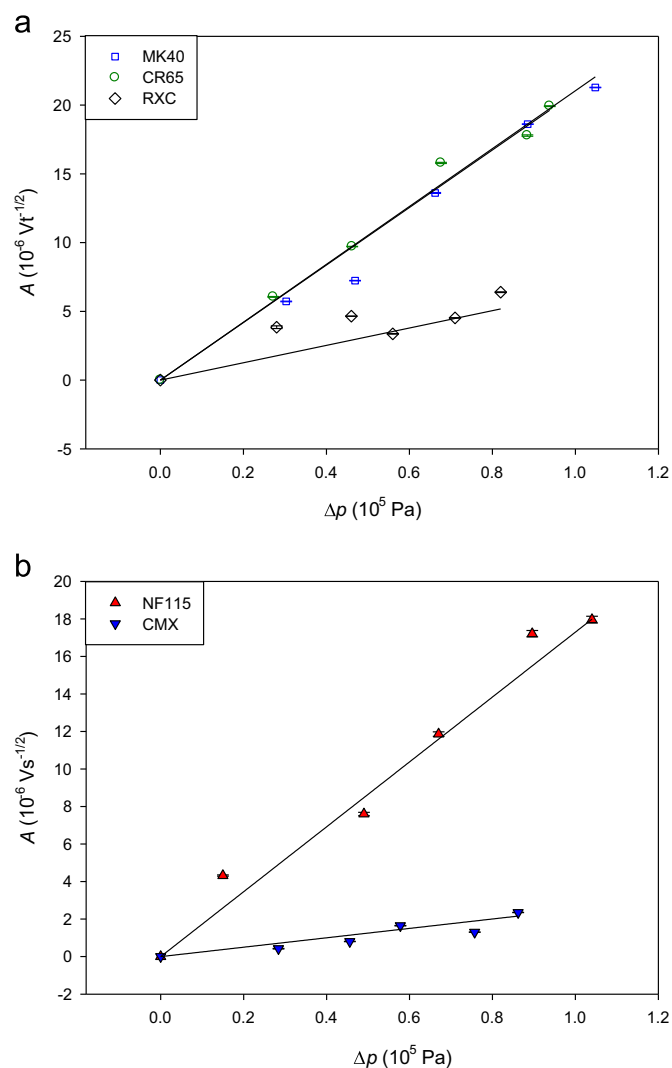 a
25
20
15
10
5
0
-5
A (10⁻⁶ Vt⁻¹/²)
MK40
CR65
RXC
0.0 0.2 0.4 0.6 0.8 1.0 1.2
Δp (10⁵ Pa)
b
20
18
16
14
12
10
8
6
4
2
0
-2
A (10⁻⁶ Vs⁻¹/²)
NF115
CMX
0.0 0.2 0.4 0.6 0.8 1.0 1.2
Δp (10⁵ Pa)